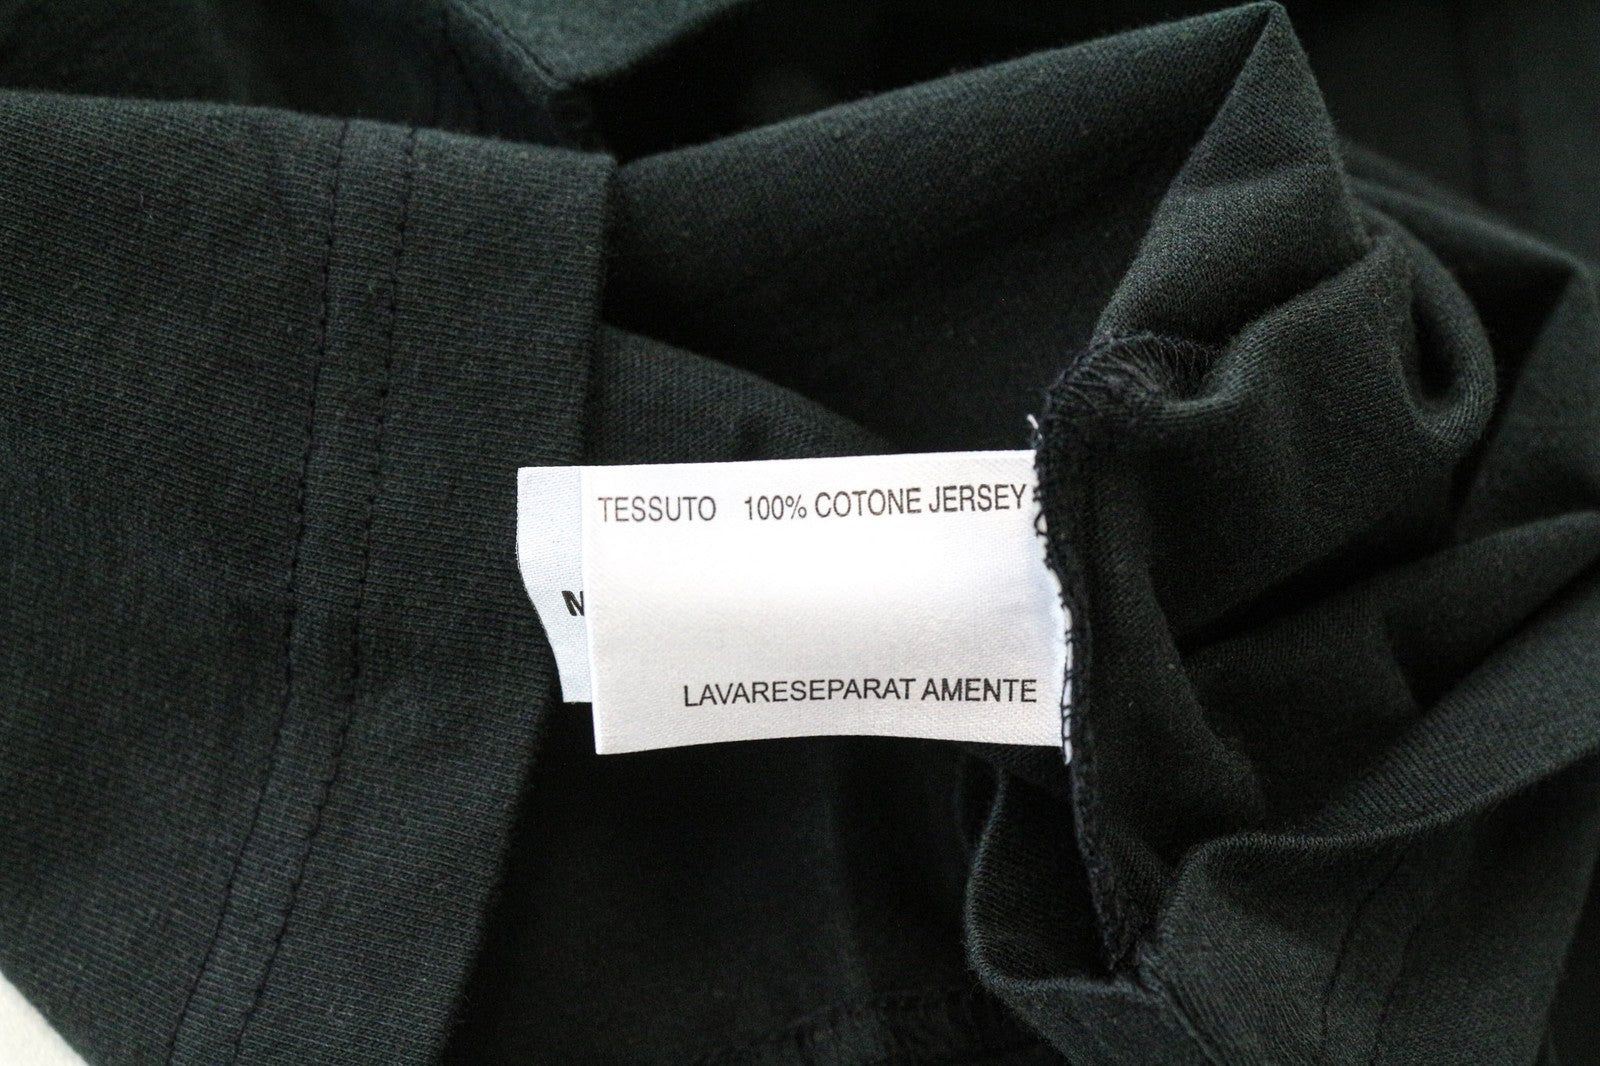 TESSUTO 100% COTONE JERSEY
LAVARESEPARAT AMENTE